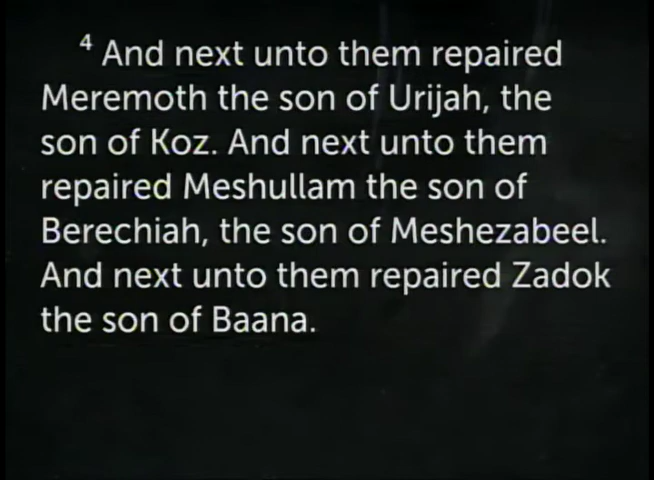 4 And next unto them repaired
Meremoth the son of Urijah, the
son of Koz. And next unto them
repaired Meshullam the son of
Berechiah, the son of Meshezabeel.
And next unto them repaired Zadok
the son of Baana.